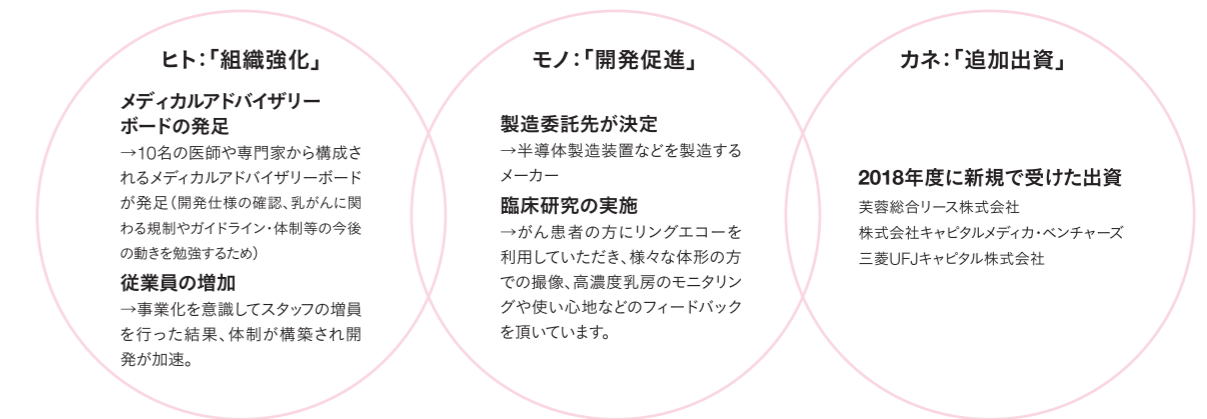 ヒト：「組織強化」
メディカルアドバイザリー
ボードの発足
→10名の医師や専門家から構成さ
れるメディカルアドバイザリーボード
が発足（開発仕様の確認、乳がんに関
わる規制やガイドライン・体制等の今後
の動きを勉強するため）
従業員の増加
→事業化を意識してスタッフの増員
を行った結果、体制が構築され開
発が加速。
モノ：「開発促進」
製造委託先が決定
→半導体製造装置などを製造する
メーカー
臨床研究の実施
→がん患者の方にリングエコーを
利用していただき、様々な体形の方
での撮像、高濃度乳房のモニタリン
グや使い心地などのフィードバック
を頂いています。
カネ：「追加出資」
2018年度に新規で受けた出資
芙蓉総合リース株式会社
株式会社キャピタルメディカ・ベンチャーズ
三菱UFJキャピタル株式会社